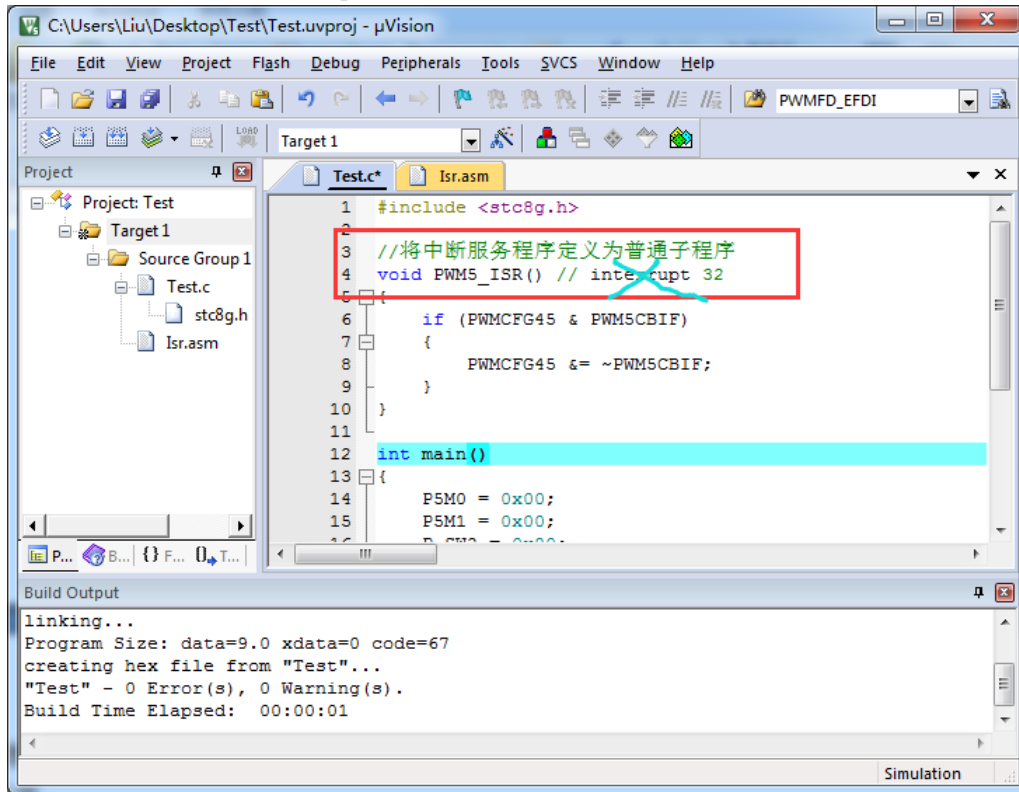 C:\Users\Liu\Desktop\Test\Test.uvproj - µVision
File Edit View Project Flash Debug Peripherals Tools SVCS Window Help
PWMFD_EFDI
LOAD Target 1
Project
Test.c* Isr.asm
Project: Test
Target 1
Source Group 1
Test.c
stc8g.h
Isr.asm
1 #include <stc8g.h>
2
3 //将中断服务程序定义为普通子程序
4 void PWM5_ISR() // interrupt 32
5 {
6 if (PWMCFG45 & PWM5CBIF)
7 {
8 PWMCFG45 &= ~PWM5CBIF;
9 }
10 }
11
12 int main()
13 {
14 P5M0 = 0x00;
15 P5M1 = 0x00;
P... B... {} F... 0 T...
Build Output
linking...
Program Size: data=9.0 xdata=0 code=67
creating hex file from "Test"...
"Test" - 0 Error(s), 0 Warning(s).
Build Time Elapsed: 00:00:01
Simulation